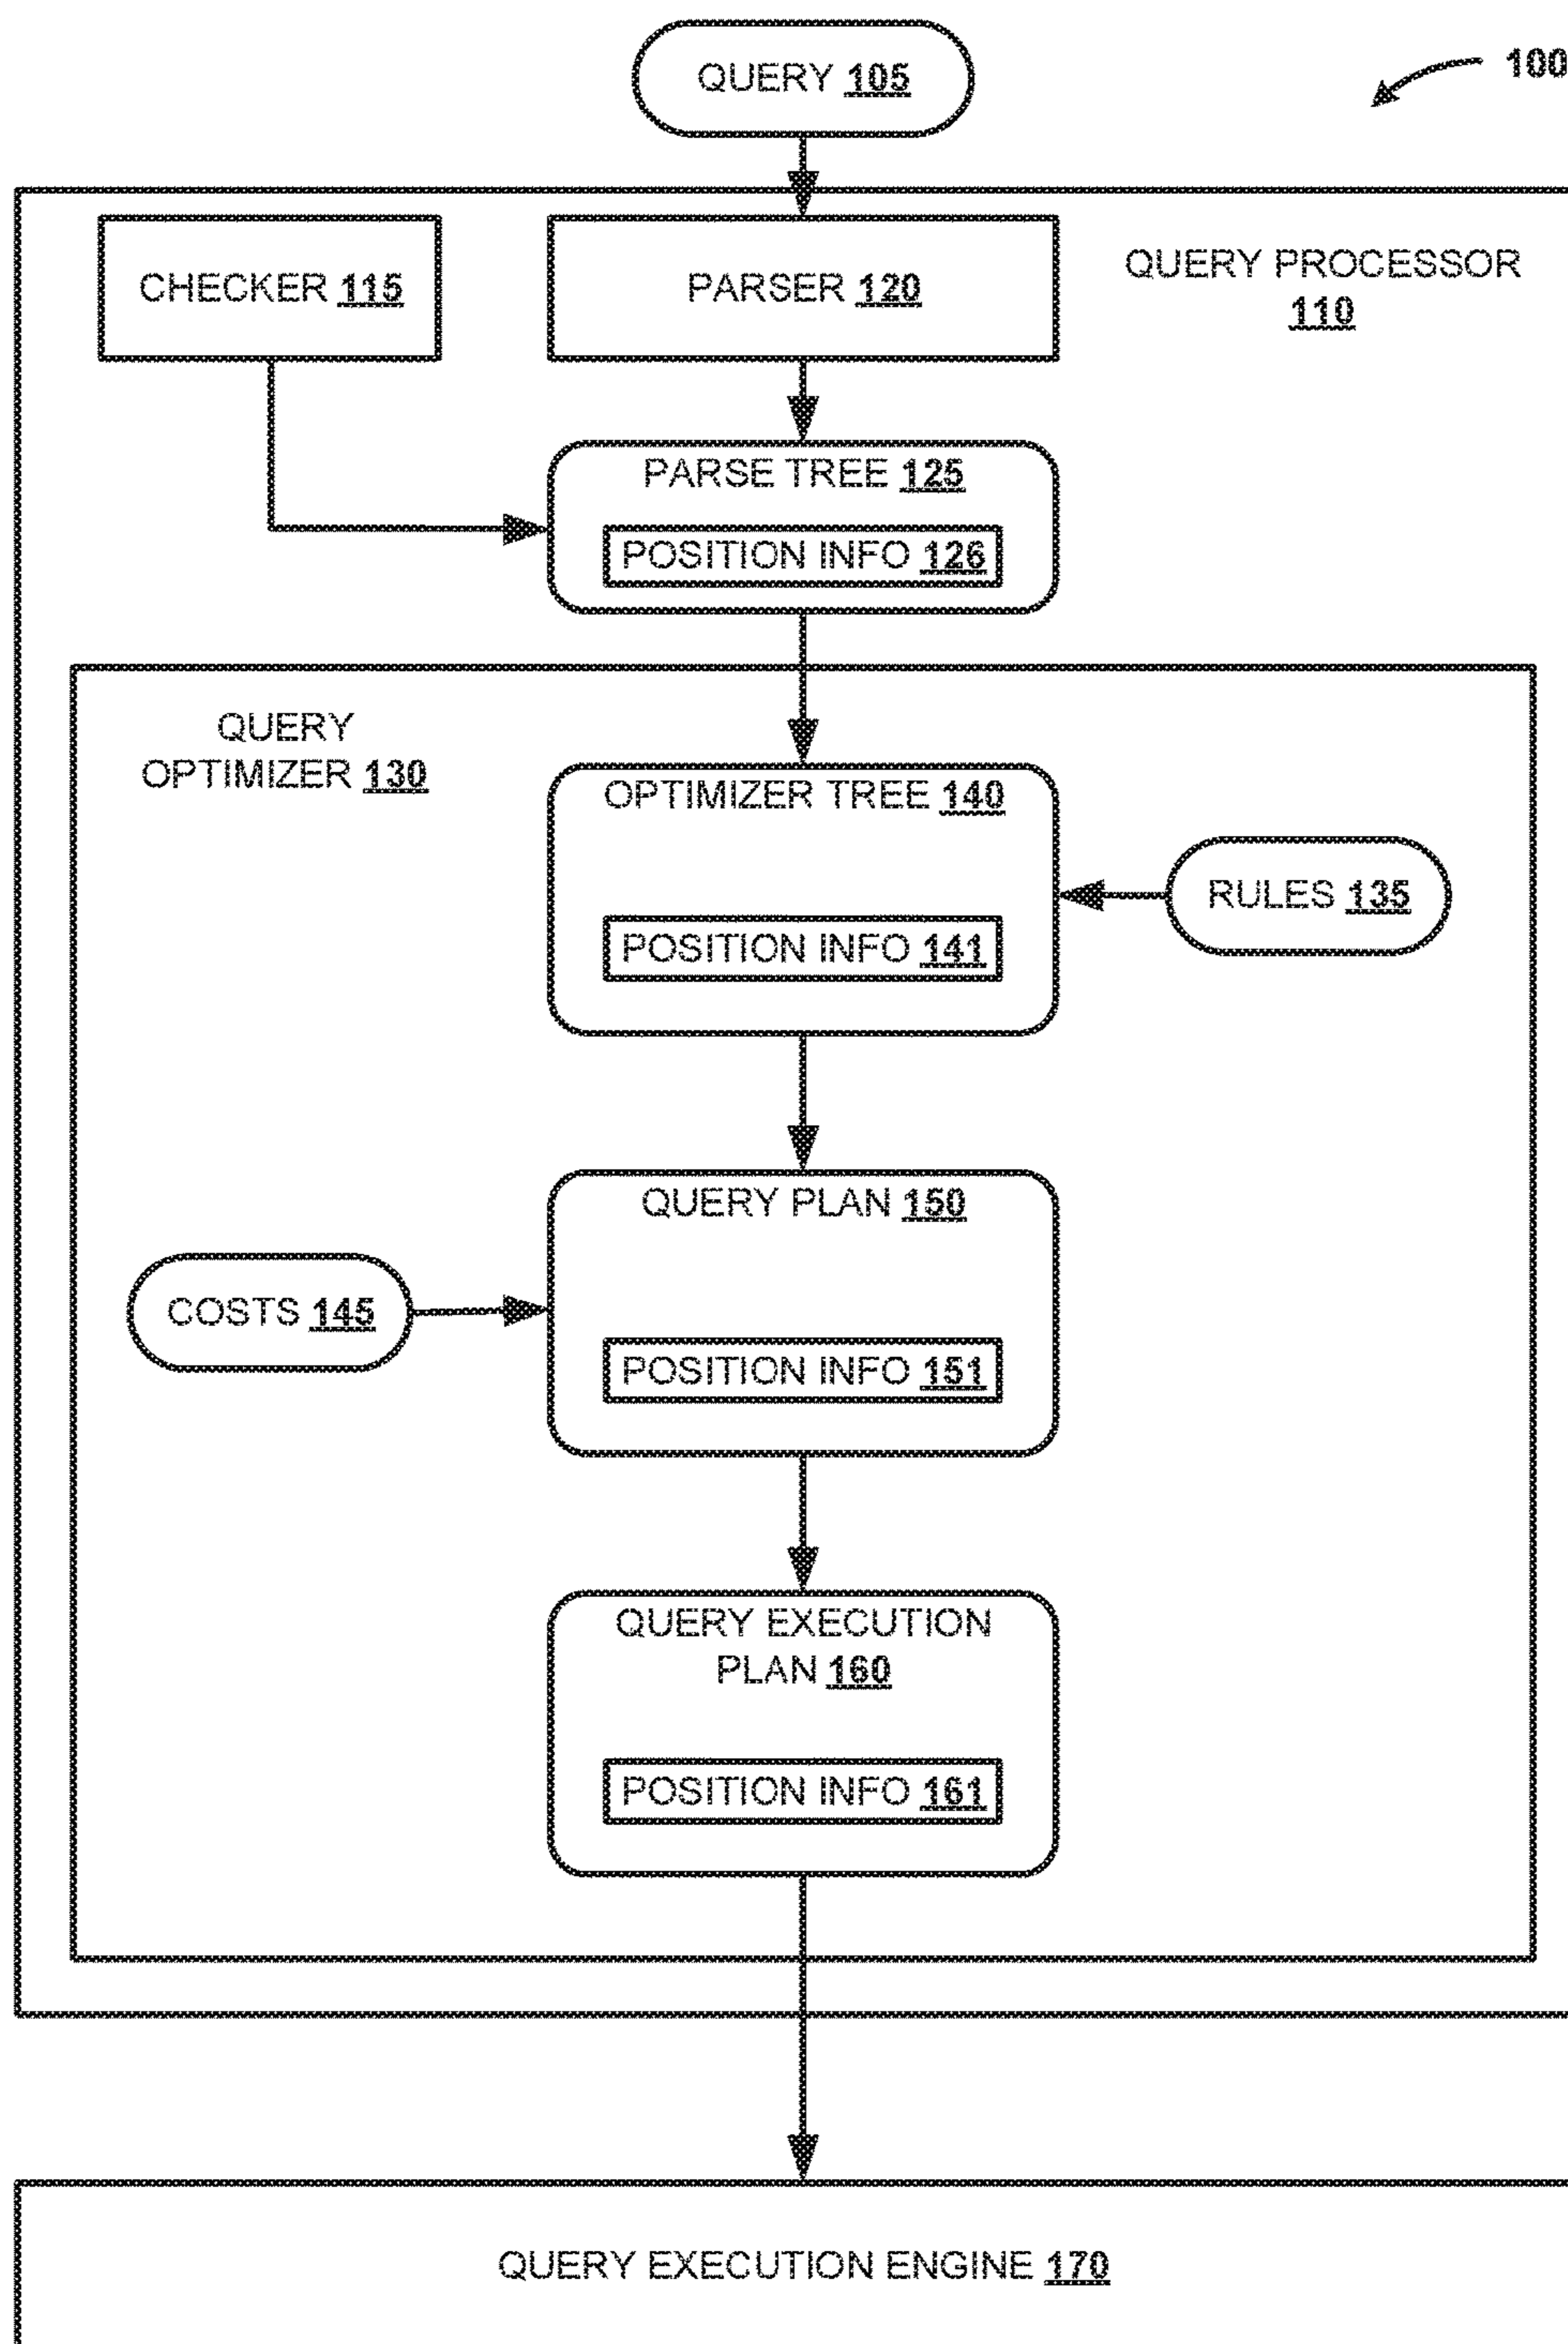 QUERY 105
100
CHECKER 115
PARSER 120
QUERY PROCESSOR
110
PARSE TREE 125
POSITION INFO 126
QUERY
OPTIMIZER 130
OPTIMIZER TREE 140
RULES 135
POSITION INFO 141
QUERY PLAN 150
COSTS 145
POSITION INFO 151
QUERY EXECUTION
PLAN 160
POSITION INFO 161
QUERY EXECUTION ENGINE 170